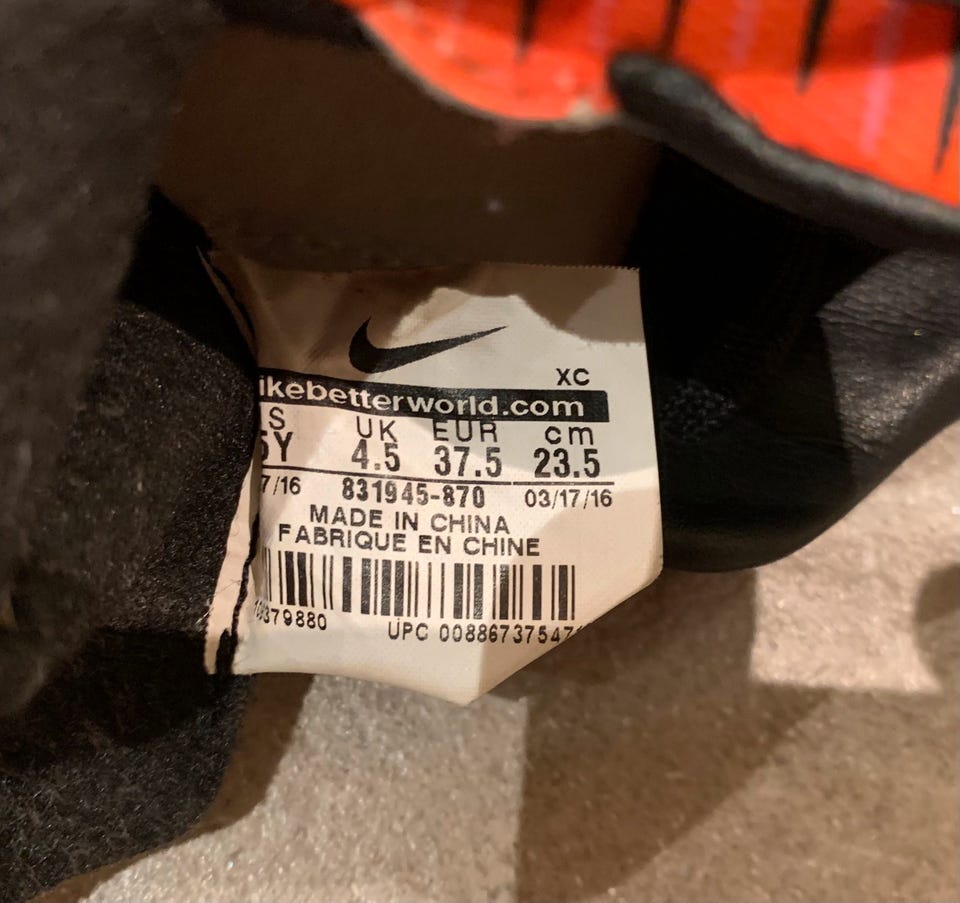 XC
ikebetterworld.com
S UK EUR cm
5Y 4.5 37.5 23.5
7/16 831945-870 03/17/16
MADE IN CHINA
FABRIQUE EN CHINE
379880 UPC 00886737547